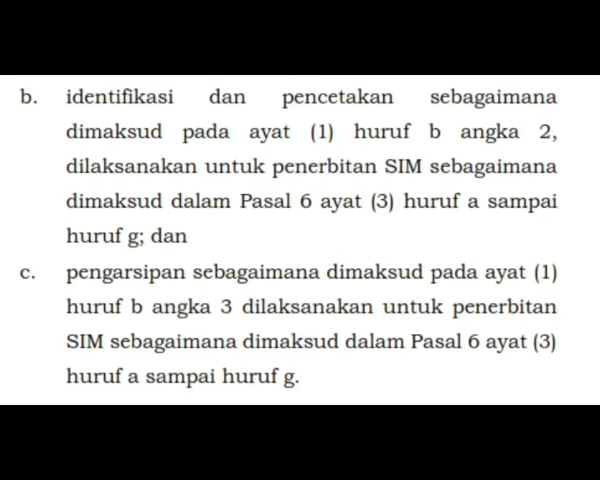 b. identifikasi dan pencetakan sebagaimana
dimaksud pada ayat (1) huruf b angka 2,
dilaksanakan untuk penerbitan SIM sebagaimana
dimaksud dalam Pasal 6 ayat (3) huruf a sampai
huruf g; dan
c. pengarsipan sebagaimana dimaksud pada ayat (1)
huruf b angka 3 dilaksanakan untuk penerbitan
SIM sebagaimana dimaksud dalam Pasal 6 ayat (3)
huruf a sampai huruf g.